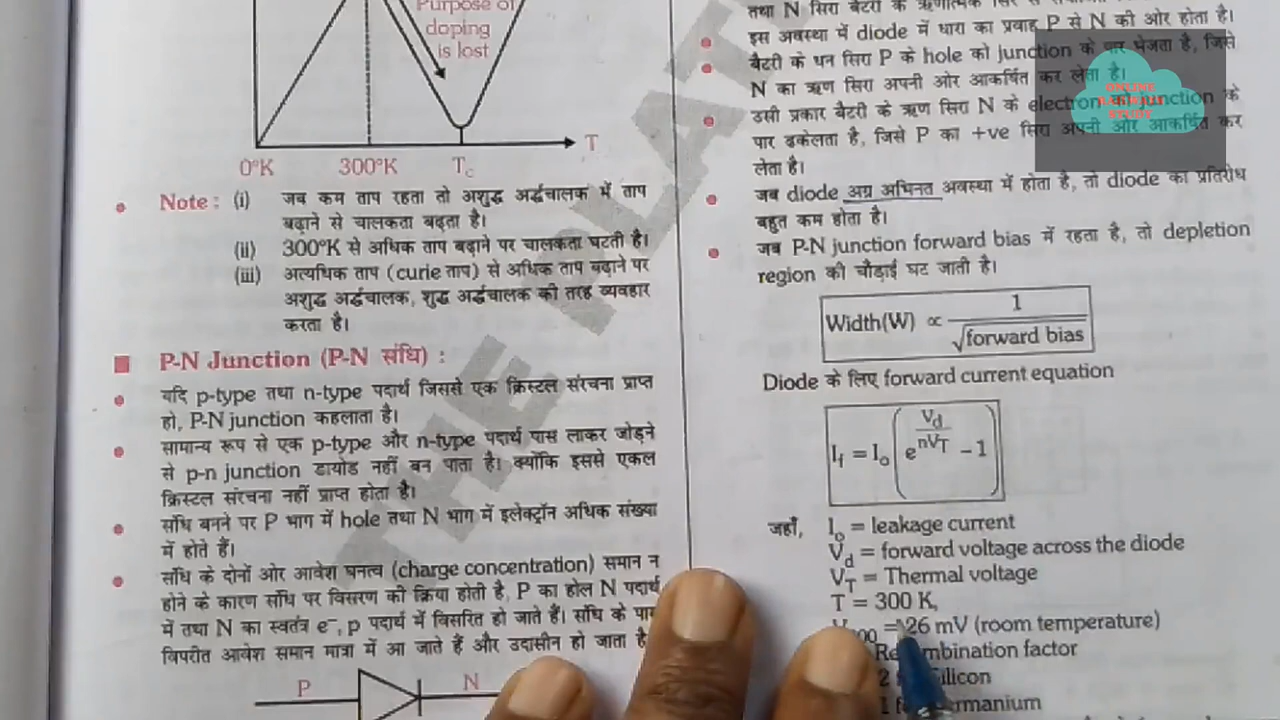 Purpose of
doping
is lost
T
0°K 300°K Tc
Note : (i) जब कम ताप रहता तो अशुद्ध अर्द्धचालक में ताप
बढ़ाने से चालकता बढ़ता है।
(ii) 300°K से अधिक ताप बढ़ाने पर चालकता घटती है।
(iii) अत्यधिक ताप (curie ताप) से अधिक ताप बढ़ाने पर
अशुद्ध अर्द्धचालक, शुद्ध अर्द्धचालक की तरह व्यवहार
करता है।
P-N Junction (P-N संधि) :
यदि p-type तथा n-type पदार्थ जिससे एक क्रिस्टल संरचना प्राप्त
हो, P-N junction कहलाता है।
सामान्य रूप से एक p-type और n-type पदार्थ पास लाकर जोड़ने
से p-n junction डायोड नहीं बन पाता है। क्योंकि इससे एकल
क्रिस्टल संरचना नहीं प्राप्त होता है।
संधि बनने पर P भाग में hole तथा N भाग में इलेक्ट्रॉन अधिक संख्या
में होते हैं।
संधि के दोनों ओर आवेश घनत्व (charge concentration) समान न
होने के कारण संधि पर विसरण की क्रिया होती है, P का होल N पदार्थ
में तथा N का स्वतंत्र e⁻, p पदार्थ में विसरित हो जाते हैं। संधि के पास
विपरीत आवेश समान मात्रा में आ जाते हैं और उदासीन हो जाता है
P N
THE PLAT
तथा N सिरा बैटरी के ऋणात्मक सिरे से
इस अवस्था में diode में धारा का प्रवाह P से N की ओर होता है।
बैटरी के धन सिरा P के hole को junction के पार भेजता है, जिसे
N का ऋण सिरा अपनी ओर आकर्षित कर लेता है।
उसी प्रकार बैटरी के ऋण सिरा N के electron को junction के
पार ढकेलता है, जिसे P का +ve सिरा अपनी ओर आकर्षित कर
लेता है।
ONLINE
STUDY
जब diode अग्र अभिनत अवस्था में होता है, तो diode का प्रतिरोध
बहुत कम होता है।
जब P-N junction forward bias में रहता है, तो depletion
region की चौड़ाई घट जाती है।
Width(W) ∝ 1/√forward bias
Diode के लिए forward current equation
I_f = I_o (e^(V_d/nV_T) − 1)
जहाँ, I_o = leakage current
V_d = forward voltage across the diode
V_T = Thermal voltage
T = 300 K,
= 26 mV (room temperature)
Recombination factor
2 silicon
germanium